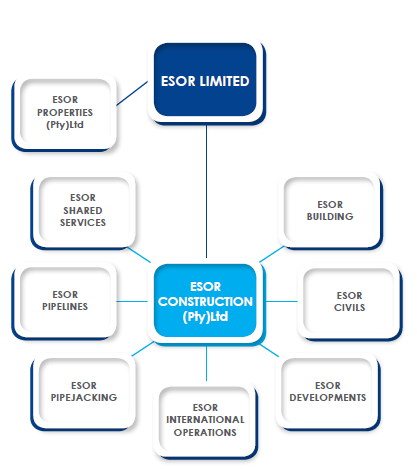 ESOR LIMITED
ESOR
PROPERTIES
(Pty)Ltd
ESOR
SHARED
SERVICES
ESOR
BUILDING
ESOR
PIPELINES
ESOR
CONSTRUCTION
(Pty)Ltd
ESOR
CIVILS
ESOR
PIPEJACKING
ESOR
INTERNATIONAL
OPERATIONS
ESOR
DEVELOPMENTS